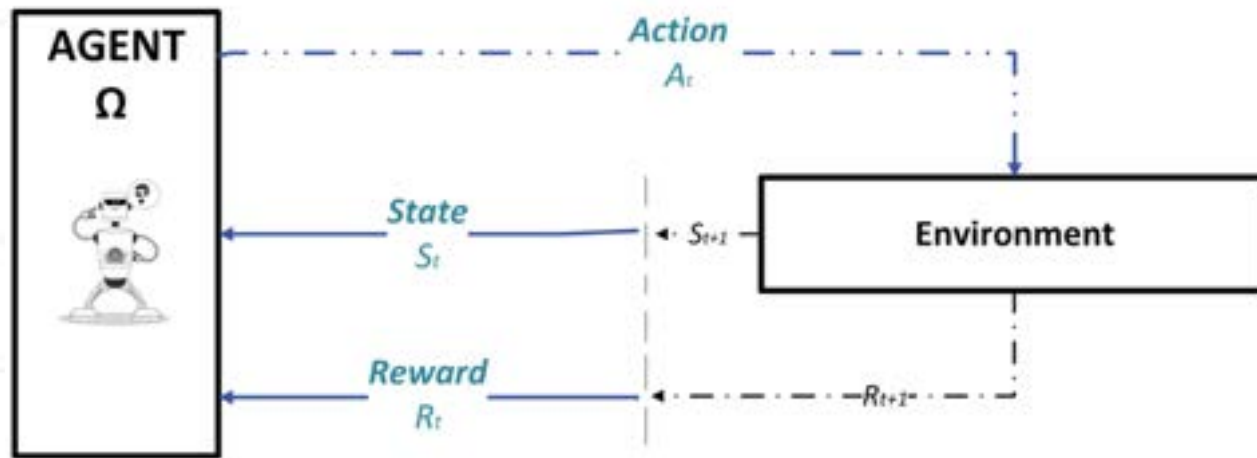 AGENT
Ω
Action
Aₜ
State
Sₜ
Sₜ₊₁
Environment
Reward
Rₜ
Rₜ₊₁